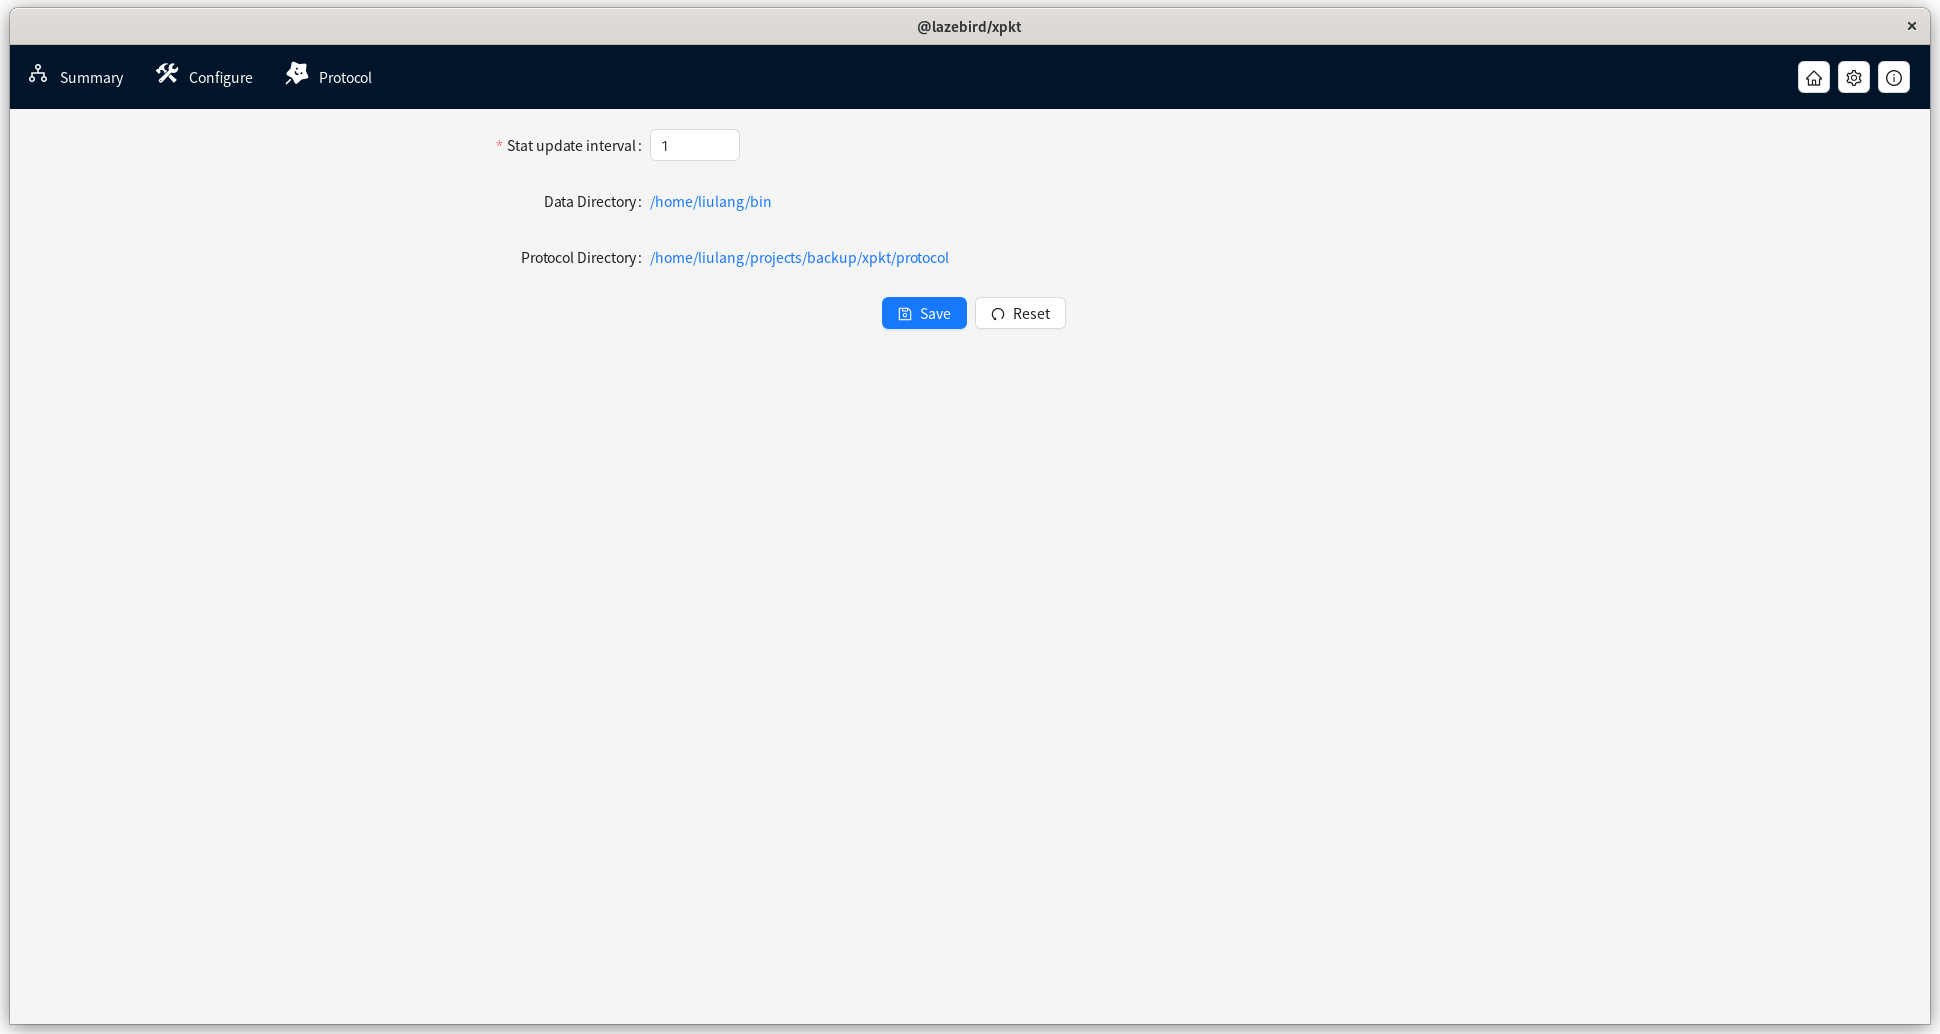 @lazebird/xpkt
Summary Configure Protocol
* Stat update interval: 1
Data Directory: /home/liulang/bin
Protocol Directory: /home/liulang/projects/backup/xpkt/protocol
Save Reset